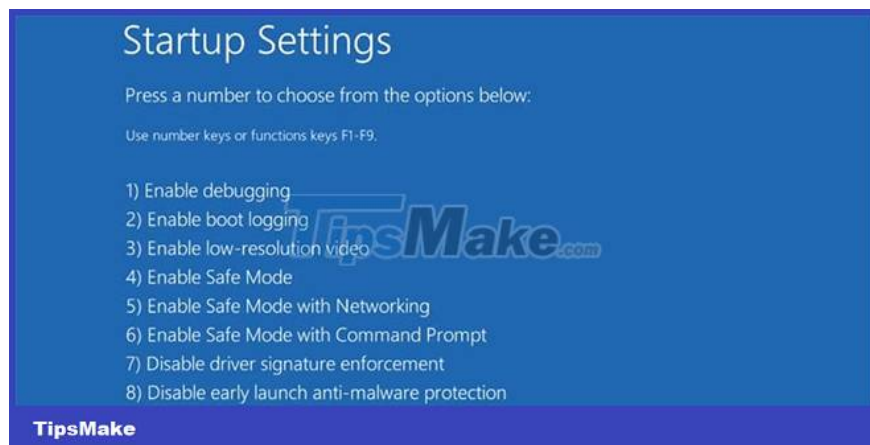 Startup Settings
Press a number to choose from the options below:
Use number keys or functions keys F1-F9.
1) Enable debugging
2) Enable boot logging
3) Enable low-resolution video
4) Enable Safe Mode
5) Enable Safe Mode with Networking
6) Enable Safe Mode with Command Prompt
7) Disable driver signature enforcement
8) Disable early launch anti-malware protection
TipsMake.com
TipsMake